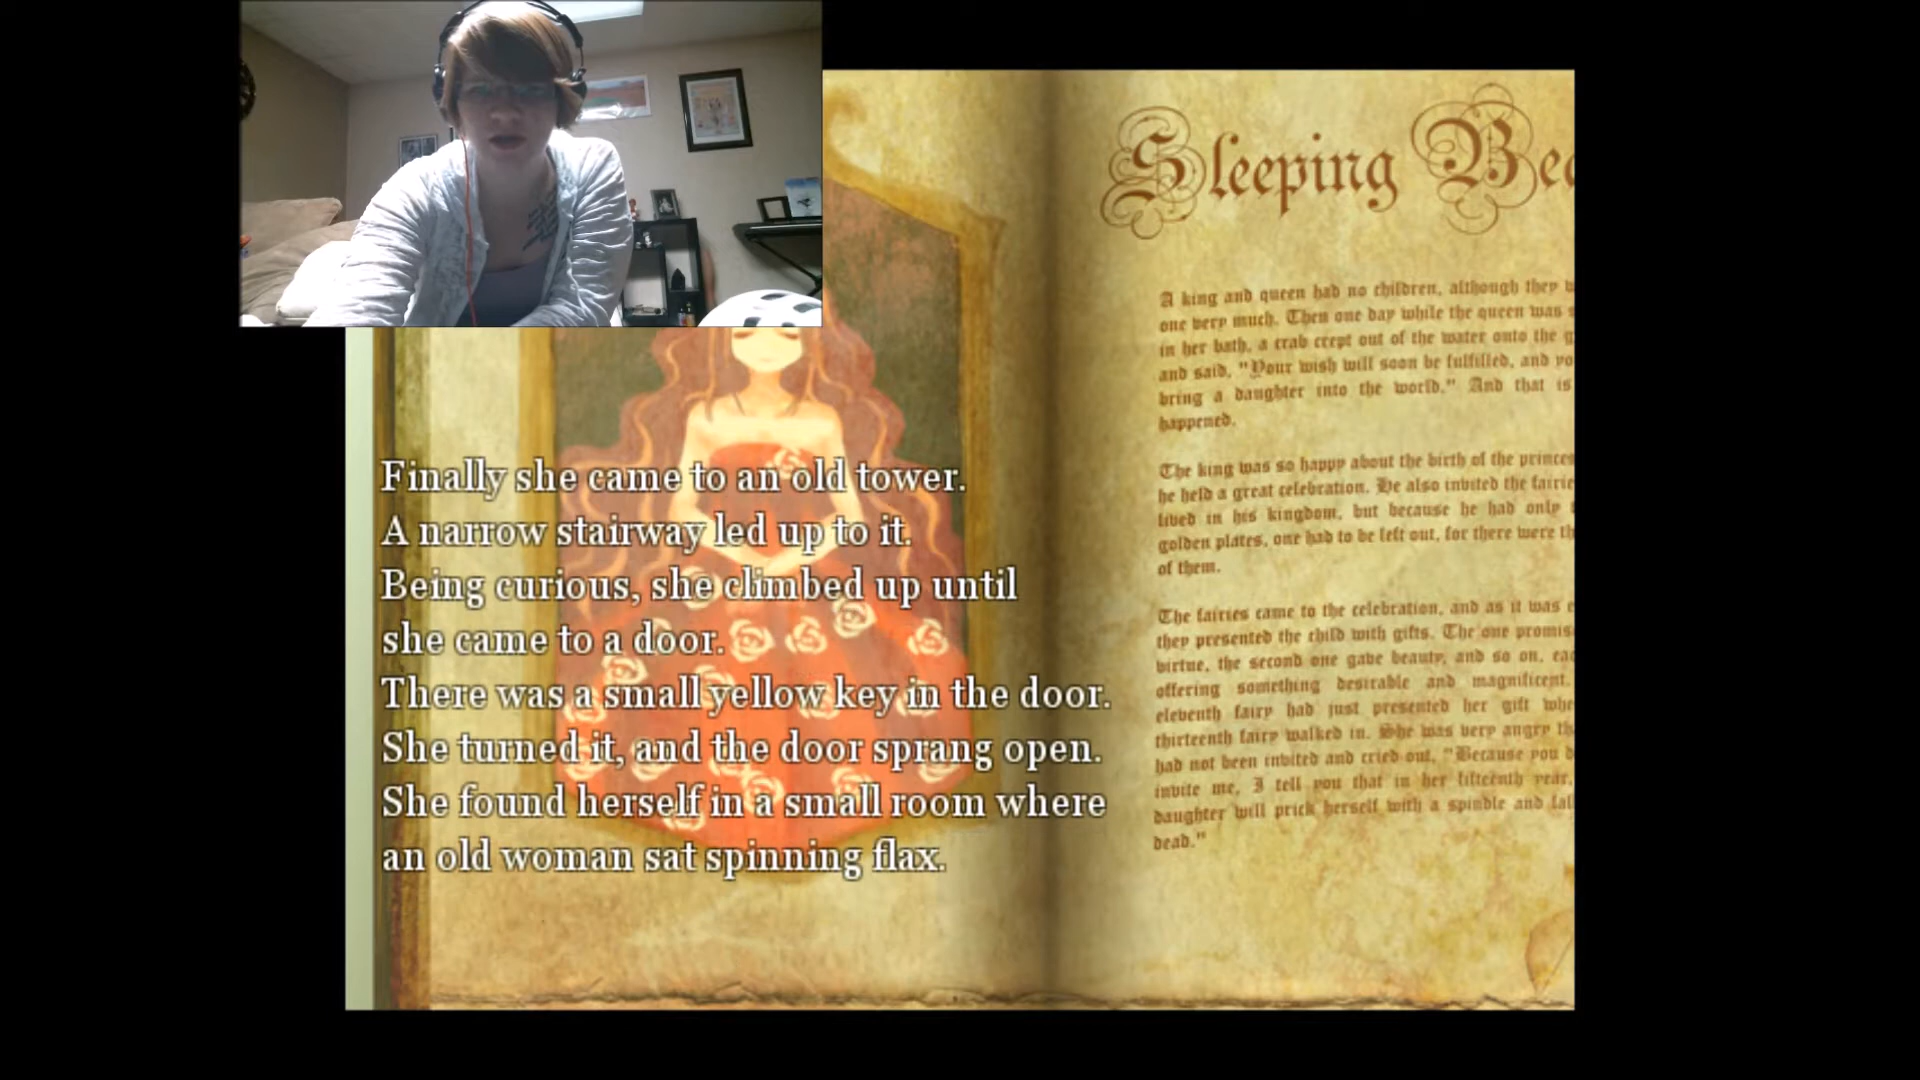 Sleeping
A king and queen had no children, although they
one very much. Then one day while the queen was
in her bath, a crab crept out of the water onto the
and said, "Your wish will soon be fulfilled, and
bring a daughter into the world." And that is
happened.
The king was so happy about the birth of the
he held a great celebration. He also invited the
lived in his kingdom, but because he had only
golden plates, one had to be left out, for there were
of them.
The fairies came to the celebration, and as it was
they presented the child with gifts. The one
virtue, the second one gave beauty, and so on,
offering something desirable and magnificent.
eleventh fairy had just presented her gift
thirteenth fairy walked in. She was very angry
had not been invited and cried out, "Because you
invite me, I tell you that in her fifteenth year,
daughter will prick herself with a spindle and
dead."
Finally she came to an old tower.
A narrow stairway led up to it.
Being curious, she climbed up until
she came to a door.
There was a small yellow key in the door.
She turned it, and the door sprang open.
She found herself in a small room where
an old woman sat spinning flax.